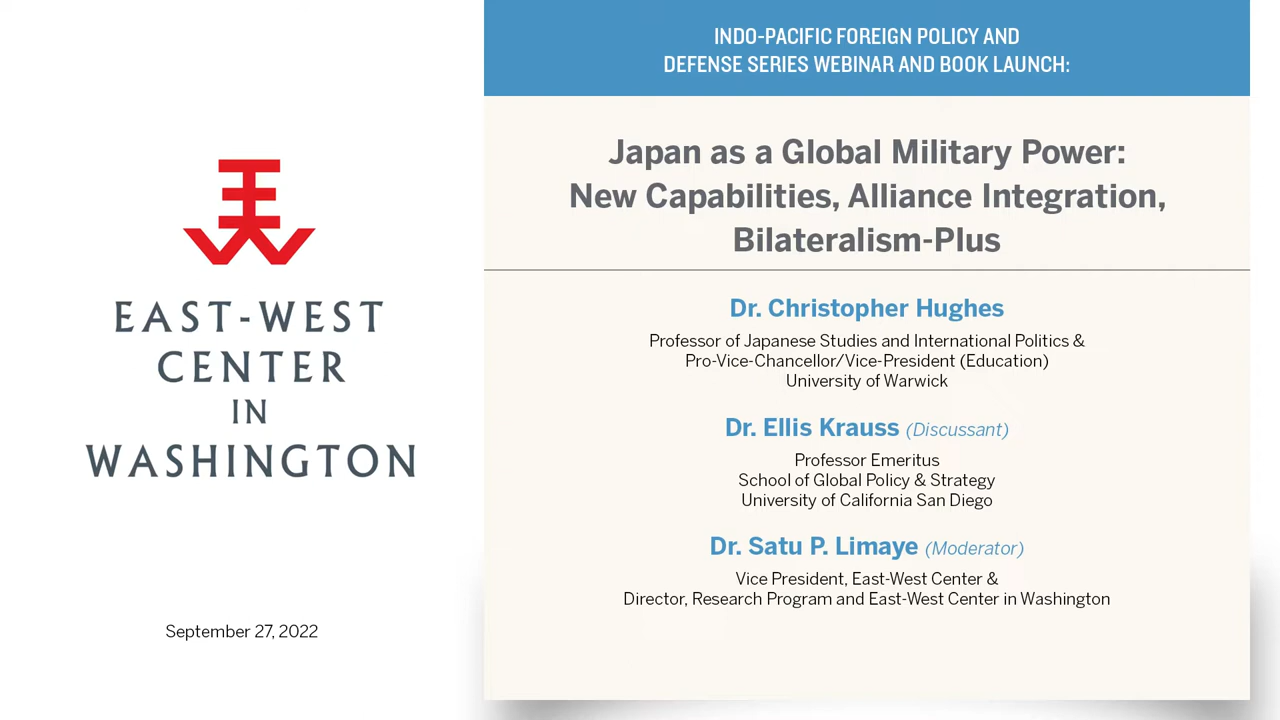 EAST-WEST
CENTER
IN
WASHINGTON
September 27, 2022
INDO-PACIFIC FOREIGN POLICY AND
DEFENSE SERIES WEBINAR AND BOOK LAUNCH:
Japan as a Global Military Power:
New Capabilities, Alliance Integration,
Bilateralism-Plus
Dr. Christopher Hughes
Professor of Japanese Studies and International Politics &
Pro-Vice-Chancellor/Vice-President (Education)
University of Warwick
Dr. Ellis Krauss (Discussant)
Professor Emeritus
School of Global Policy & Strategy
University of California San Diego
Dr. Satu P. Limaye (Moderator)
Vice President, East-West Center &
Director, Research Program and East-West Center in Washington